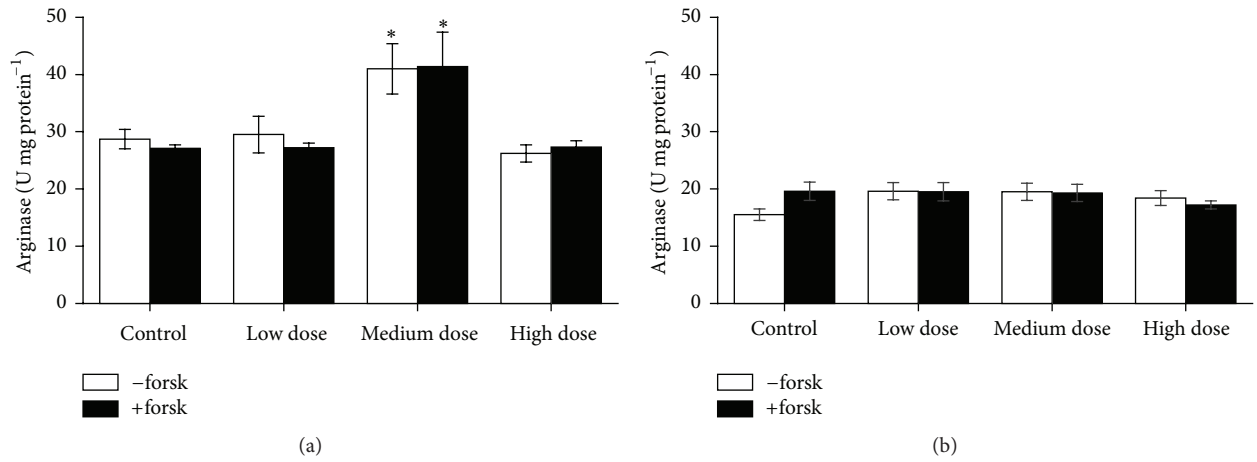 50
40
30
20
10
0
Arginase (U mg protein⁻¹)
* *
Control Low dose Medium dose High dose
−forsk
+forsk
(a)
50
40
30
20
10
0
Arginase (U mg protein⁻¹)
Control Low dose Medium dose High dose
−forsk
+forsk
(b)